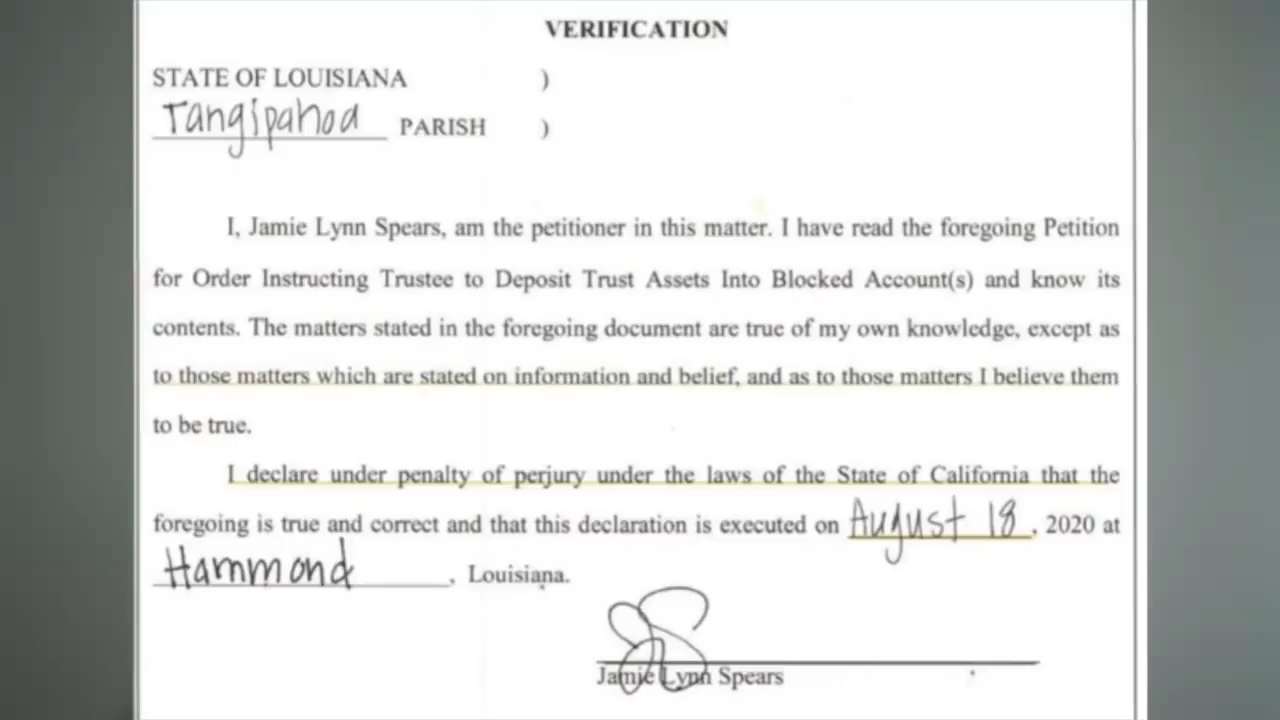 VERIFICATION
STATE OF LOUISIANA )
Tangipahoa PARISH )
I, Jamie Lynn Spears, am the petitioner in this matter. I have read the foregoing Petition
for Order Instructing Trustee to Deposit Trust Assets Into Blocked Account(s) and know its
contents. The matters stated in the foregoing document are true of my own knowledge, except as
to those matters which are stated on information and belief, and as to those matters I believe them
to be true.
I declare under penalty of perjury under the laws of the State of California that the
foregoing is true and correct and that this declaration is executed on August 18, 2020 at
Hammond, Louisiana.
Jamie Lynn Spears